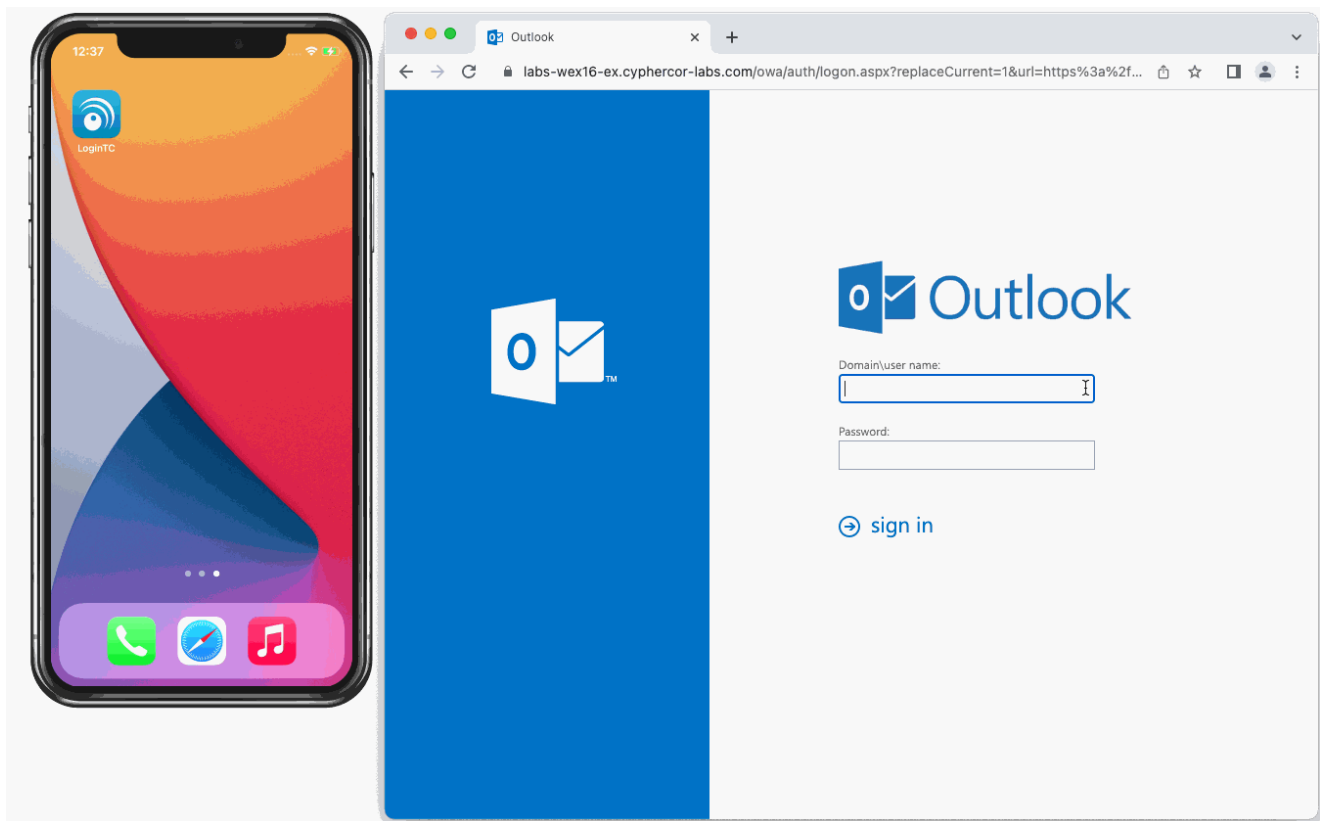 12:37
LoginTC
Outlook
labs-wex16-ex.cyphercor-labs.com/owa/auth/logon.aspx?replaceCurrent=1&url=https%3a%2f...
O
TM
O Outlook
Domain\user name:
Password:
sign in